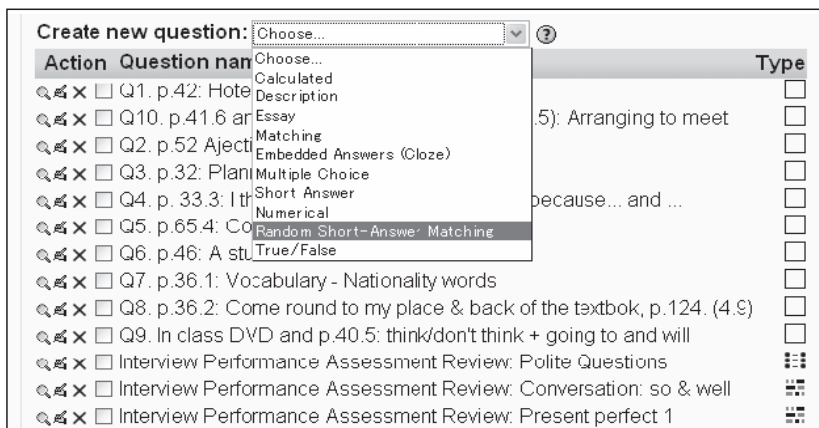 Create new question: Choose...
Action Question nam Type
Choose...
Calculated
Description
Essay
Matching
Embedded Answers (Cloze)
Multiple Choice
Short Answer
Numerical
Random Short-Answer Matching
True/False
Q1. p.42: Hote
Q10. p.41.6 an .5): Arranging to meet
Q2. p.52 Ajecti
Q3. p.32: Plan
Q4. p. 33.3: I th because... and ...
Q5. p.65.4: Co
Q6. p.46: A stu
Q7. p.36.1: Vocabulary - Nationality words
Q8. p.36.2: Come round to my place & back of the textbok, p.124. (4.9)
Q9. In class DVD and p.40.5: think/don't think + going to and will
Interview Performance Assessment Review: Polite Questions
Interview Performance Assessment Review: Conversation: so & well
Interview Performance Assessment Review: Present perfect 1